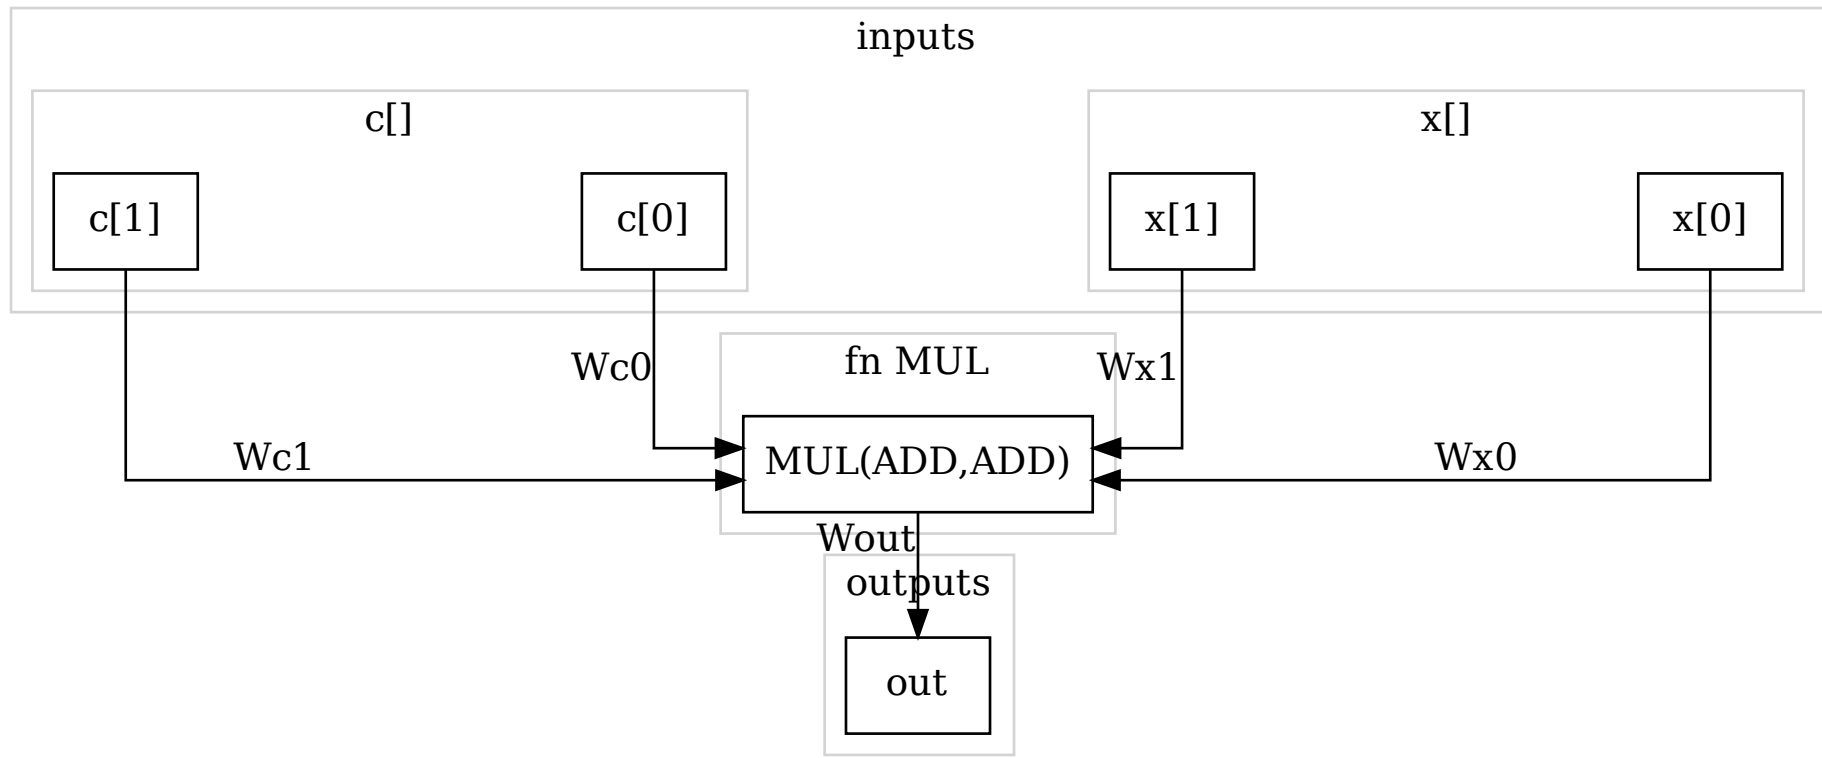 inputs
c[]
x[]
c[1]
c[0]
x[1]
x[0]
Wc0
fn MUL
Wx1
Wc1
MUL(ADD,ADD)
Wx0
Wout
outputs
out